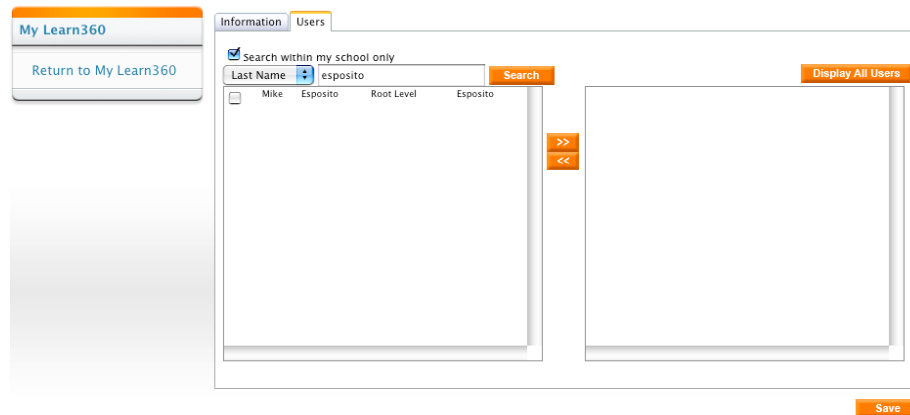 My Learn360
Return to My Learn360
Information Users
Search within my school only
Last Name esposito Search
Display All Users
Mike Esposito Root Level Esposito
>>
<<
Save